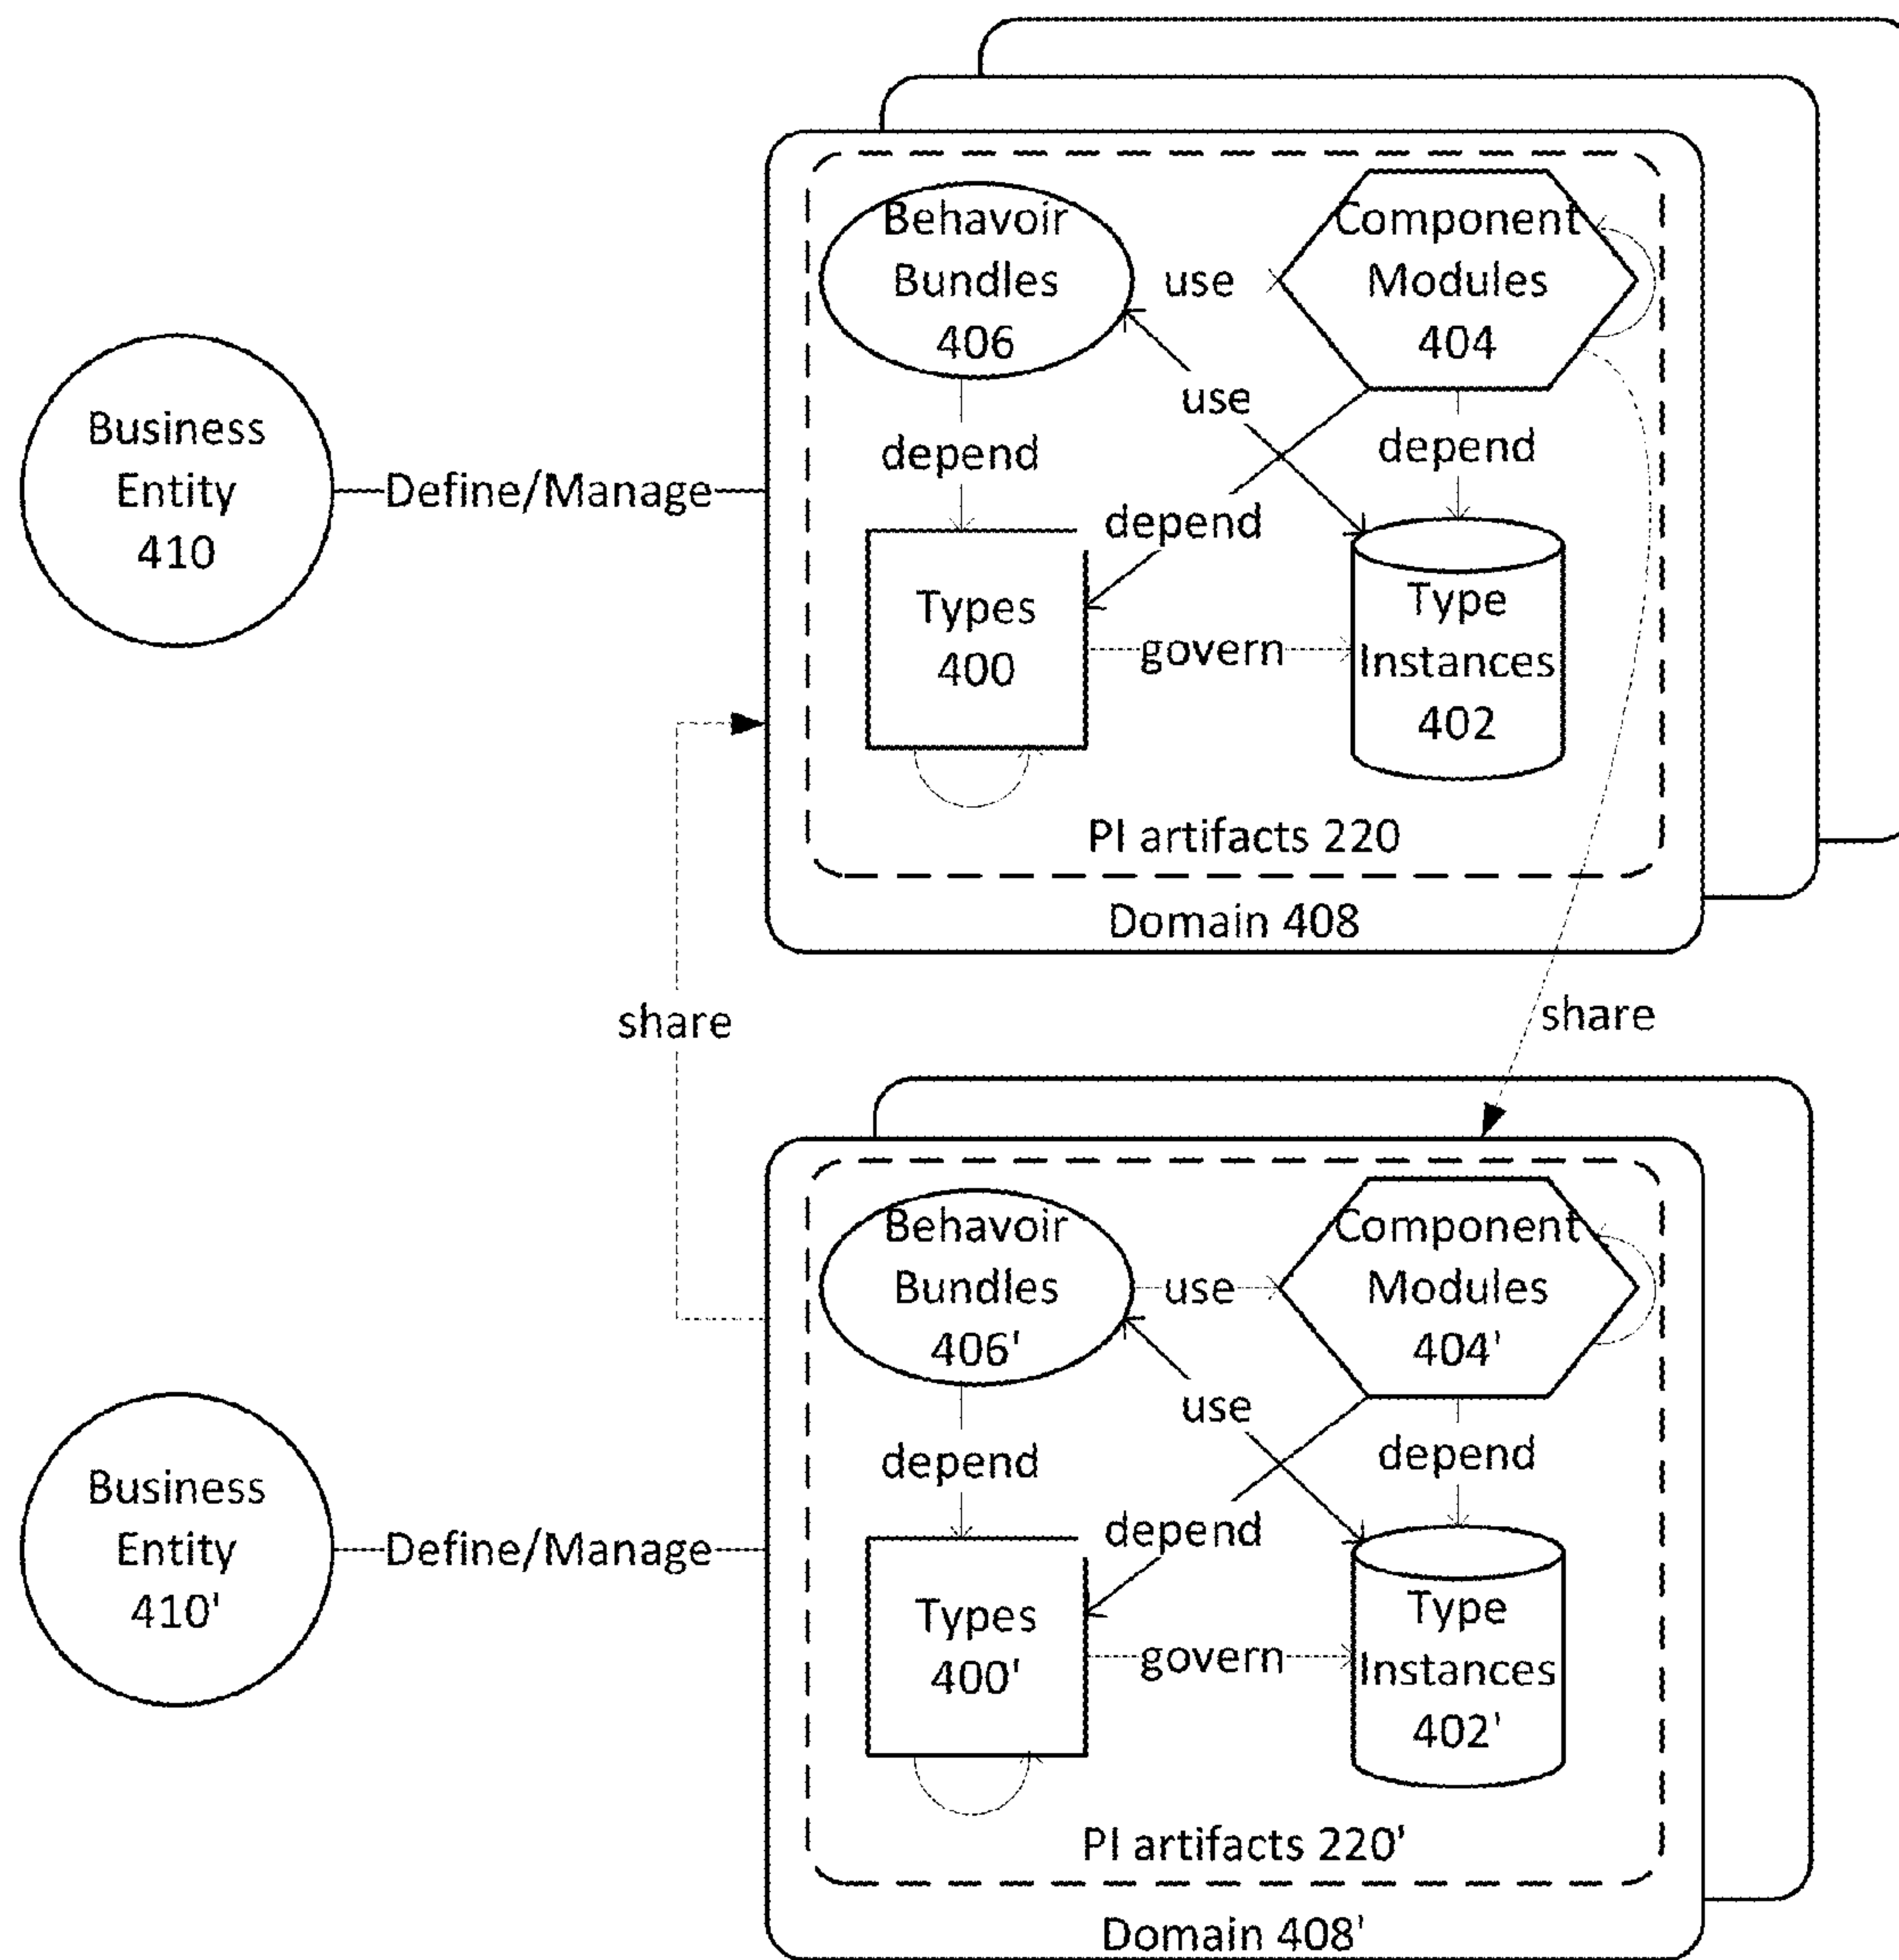 Behavoir
Bundles
406
use
Component
Modules
404
use
Business
Entity
410
Define/Manage
depend
depend
depend
Types
400
govern
Type
Instances
402
PI artifacts 220
Domain 408
share
share
Behavoir
Bundles
406'
use
Component
Modules
404'
use
Business
Entity
410'
Define/Manage
depend
depend
depend
Types
400'
govern
Type
Instances
402'
PI artifacts 220'
Domain 408'